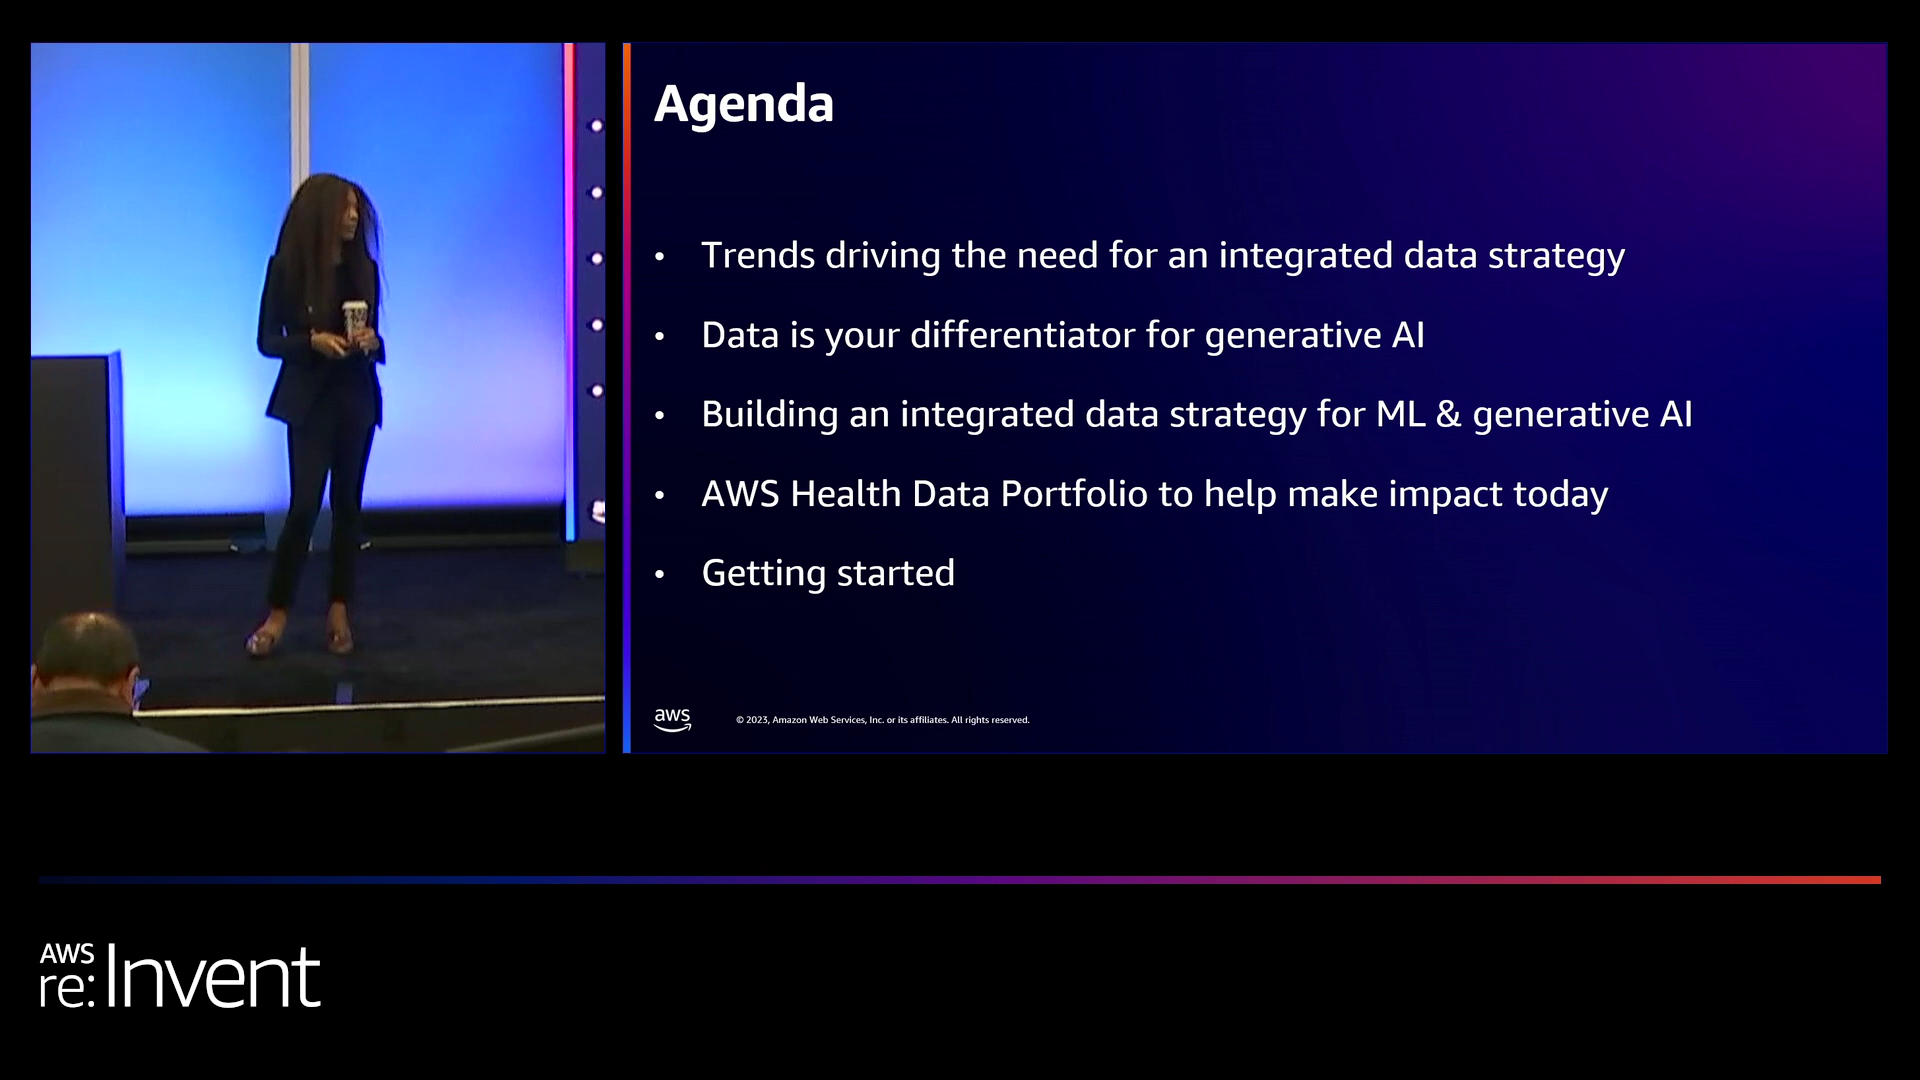 Agenda
• Trends driving the need for an integrated data strategy
• Data is your differentiator for generative AI
• Building an integrated data strategy for ML & generative AI
• AWS Health Data Portfolio to help make impact today
• Getting started
aws
© 2023, Amazon Web Services, Inc. or its affiliates. All rights reserved.
AWS
re:Invent